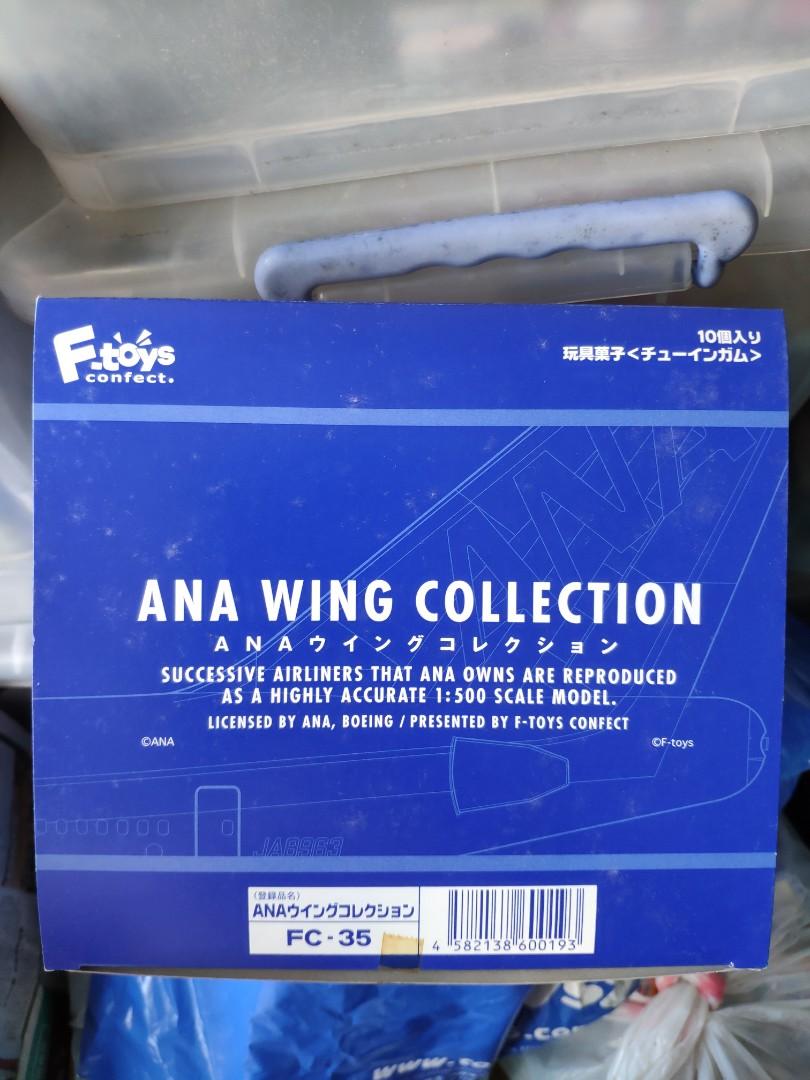 F-toys
confect.
10個入り
玩具菓子<チューインガム>
ANA
ANA WING COLLECTION
ANAウイングコレクション
SUCCESSIVE AIRLINERS THAT ANA OWNS ARE REPRODUCED
AS A HIGHLY ACCURATE 1:500 SCALE MODEL.
LICENSED BY ANA, BOEING / PRESENTED BY F-TOYS CONFECT
©ANA
©F-toys
(登録品名)
ANAウイングコレクション
FC-35
4 582138 600193